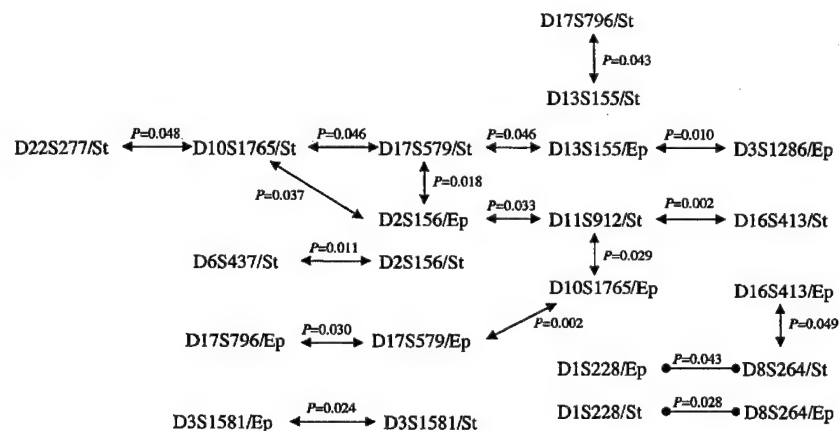 D17S796/St
P=0.043
D13S155/St
P=0.048 P=0.046 P=0.046 P=0.010
D22S277/St D10S1765/St D17S579/St D13S155/Ep D3S1286/Ep
P=0.037 P=0.018
P=0.033 P=0.002
D2S156/Ep D11S912/St D16S413/St
P=0.011
D6S437/St D2S156/St
P=0.029
D10S1765/Ep D16S413/Ep
P=0.030 P=0.002 P=0.049
D17S796/Ep D17S579/Ep
P=0.043
D1S228/Ep D8S264/St
P=0.024 P=0.028
D3S1581/Ep D3S1581/St D1S228/St D8S264/Ep